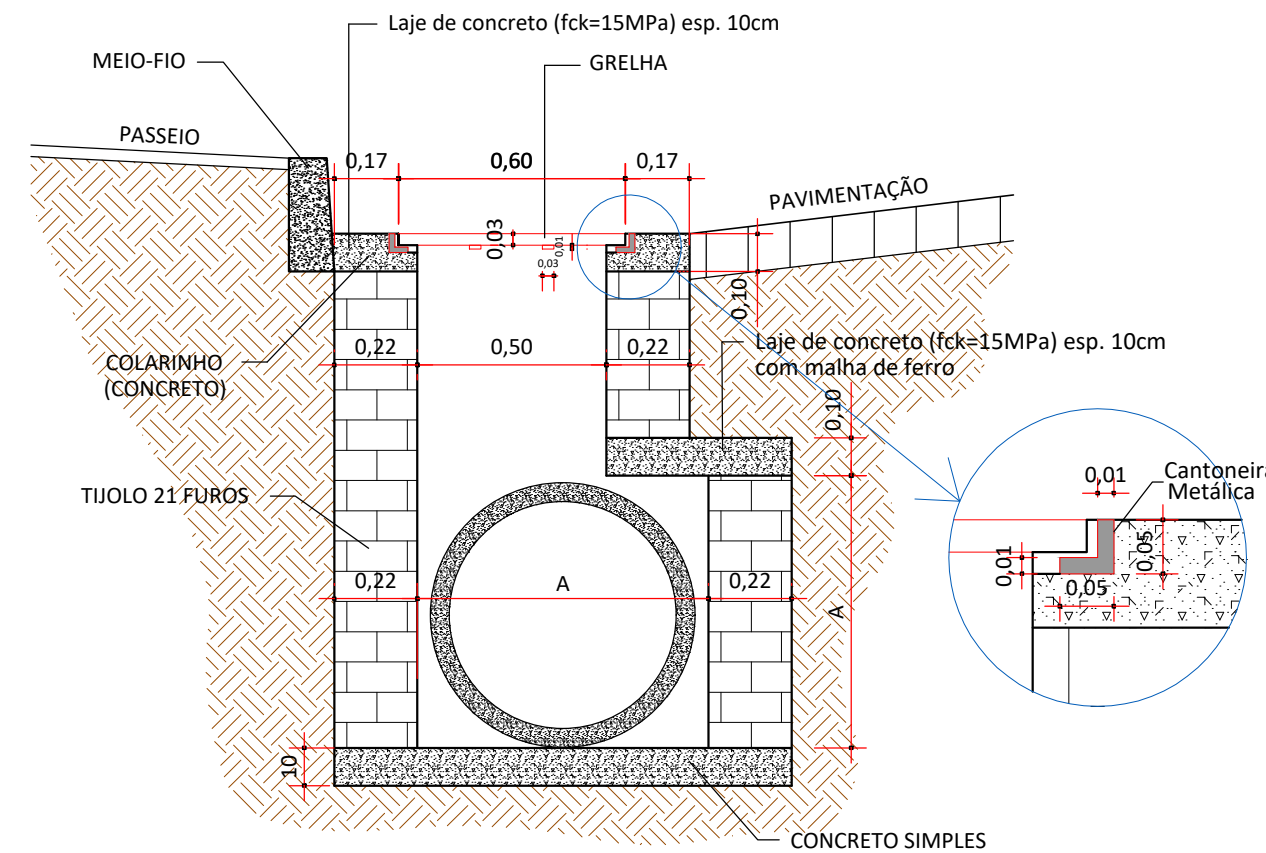 Laje de concreto (fck=15MPa) esp. 10cm
MEIO-FIO
GRELHA
PASSEIO
0,17
0,60
0,17
PAVIMENTAÇÃO
0,03
0,01
0,03
0,10
COLARINHO
(CONCRETO)
0,22
0,50
0,22
Laje de concreto (fck=15MPa) esp. 10cm
com malha de ferro
0,10
TIJOLO 21 FUROS
0,22
A
0,22
A
0,01
Cantoneira
Metálica
0,01
0,05
0,05
10
CONCRETO SIMPLES